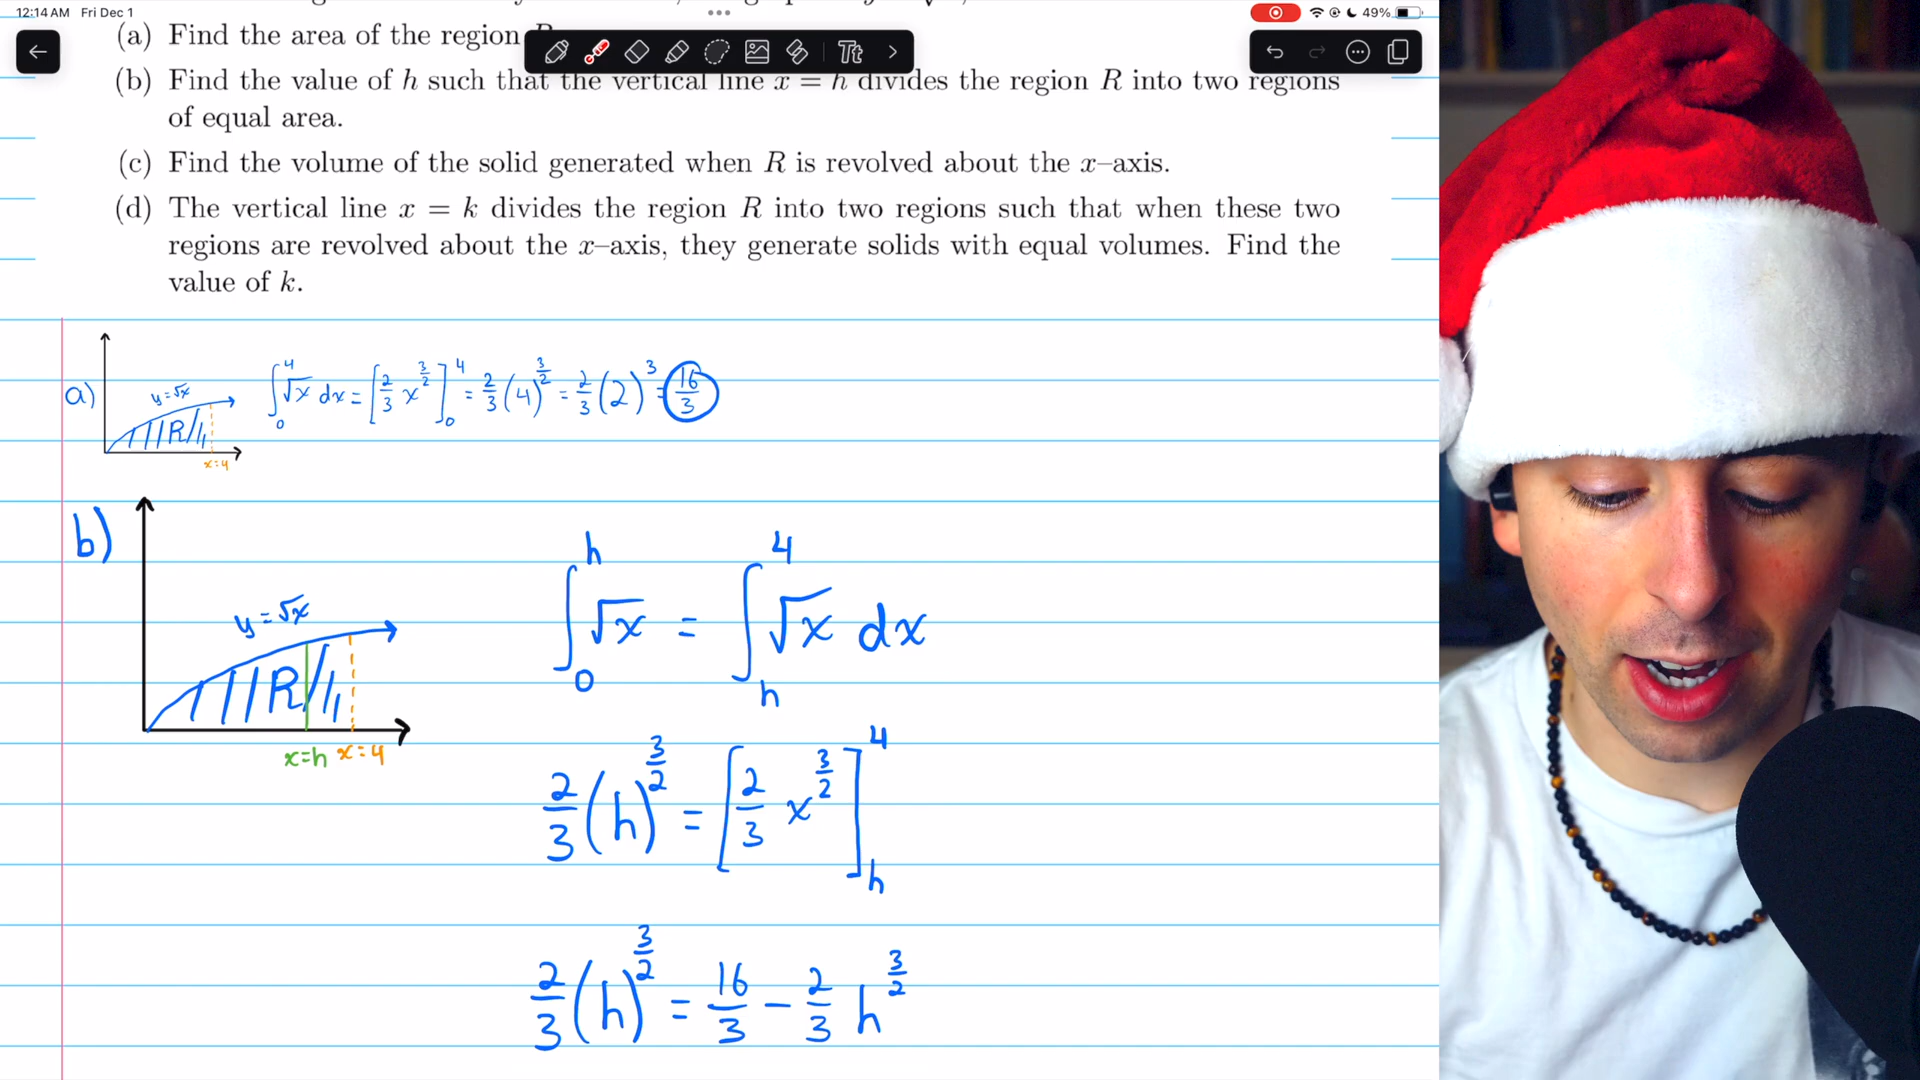 12:14 AM Fri Dec 1
49%
(a) Find the area of the region
Tt
(b) Find the value of h such that the vertical line x = h divides the region R into two regions
of equal area.
(c) Find the volume of the solid generated when R is revolved about the x–axis.
(d) The vertical line x = k divides the region R into two regions such that when these two
regions are revolved about the x–axis, they generate solids with equal volumes. Find the
value of k.
a) y = √x R x = 4 ∫₀⁴ √x dx = [2/3 x^(3/2)]₀⁴ = 2/3 (4)^(3/2) = 2/3 (2)³ = 16/3
b) y = √x R x = h x = 4
∫₀ʰ √x = ∫ₕ⁴ √x dx
2/3 (h)^(3/2) = [2/3 x^(3/2)]ₕ⁴
2/3 (h)^(3/2) = 16/3 − 2/3 h^(3/2)